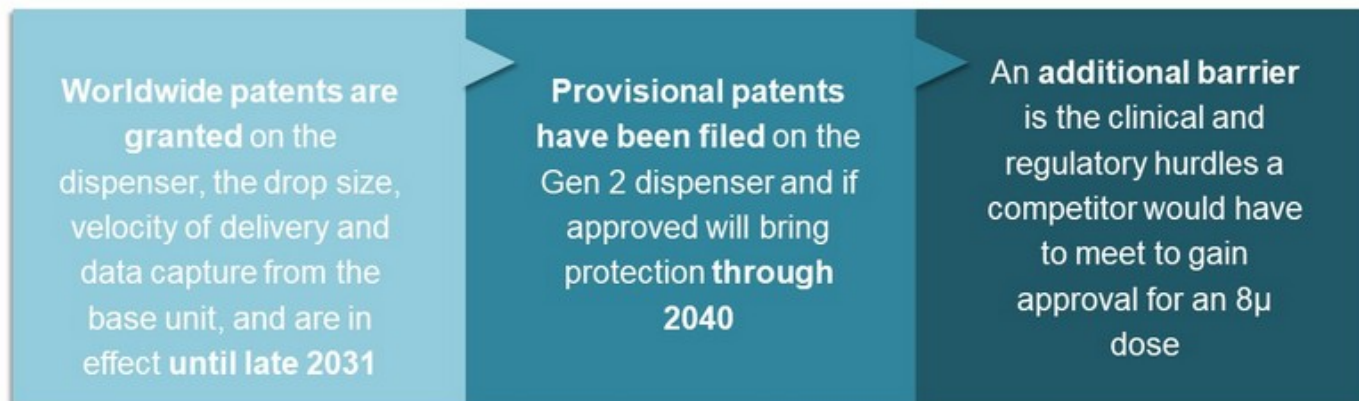 Worldwide patents are
granted on the
dispenser, the drop size,
velocity of delivery and
data capture from the
base unit, and are in
effect until late 2031
Provisional patents
have been filed on the
Gen 2 dispenser and if
approved will bring
protection through
2040
An additional barrier
is the clinical and
regulatory hurdles a
competitor would have
to meet to gain
approval for an 8µ
dose